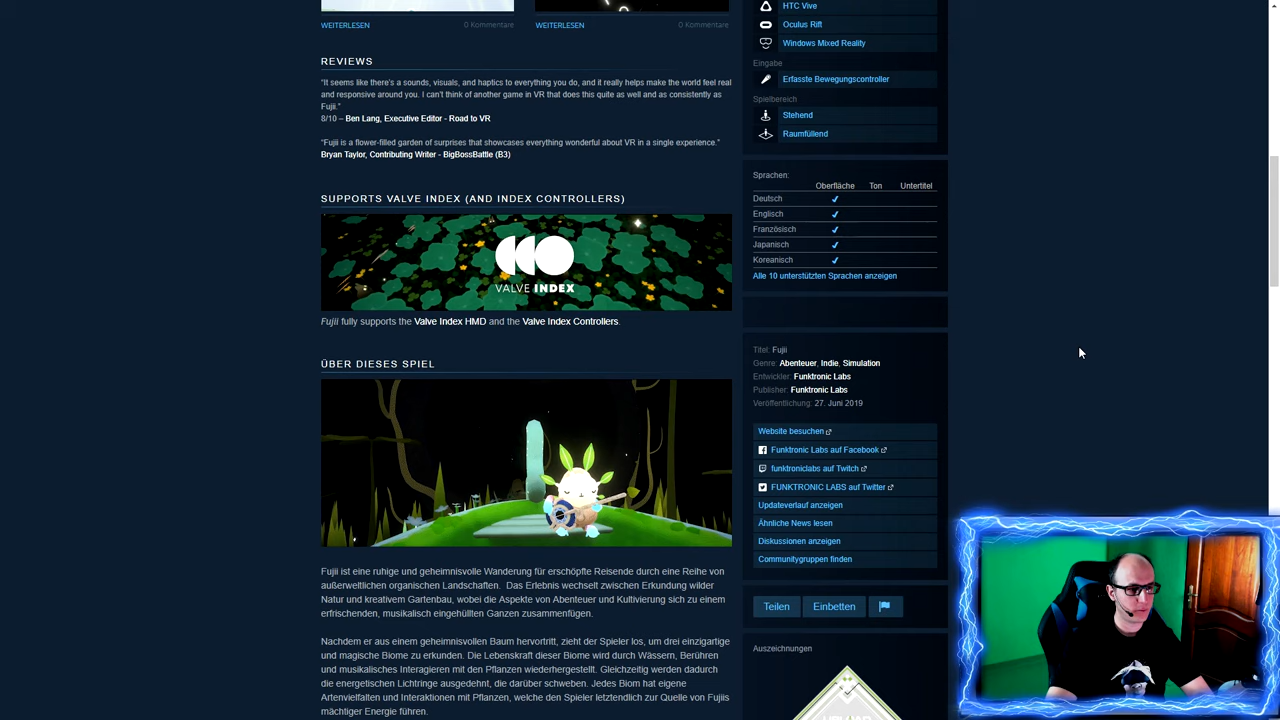 WEITERLESEN
0 Kommentare
WEITERLESEN
0 Kommentare
REVIEWS
“It seems like there's a sounds, visuals, and haptics to everything you do, and it really helps make the world feel real
and responsive around you. I can't think of another game in VR that does this quite as well and as consistently as
Fujii.”
8/10 – Ben Lang, Executive Editor - Road to VR
“Fujii is a flower-filled garden of surprises that showcases everything wonderful about VR in a single experience.”
Bryan Taylor, Contributing Writer - BigBossBattle (B3)
SUPPORTS VALVE INDEX (AND INDEX CONTROLLERS)
VALVE INDEX
Fujii fully supports the Valve Index HMD and the Valve Index Controllers.
ÜBER DIESES SPIEL
Fujii ist eine ruhige und geheimnisvolle Wanderung für erschöpfte Reisende durch eine Reihe von
außerweltlichen organischen Landschaften. Das Erlebnis wechselt zwischen Erkundung wilder
Natur und kreativem Gartenbau, wobei die Aspekte von Abenteuer und Kultivierung sich zu einem
erfrischenden, musikalisch eingehüllten Ganzen zusammenfügen.
Nachdem er aus einem geheimnisvollen Baum hervortritt, zieht der Spieler los, um drei einzigartige
und magische Biome zu erkunden. Die Lebenskraft dieser Biome wird durch Wässern, Berühren
und musikalisches Interagieren mit den Pflanzen wiederhergestellt. Gleichzeitig werden dadurch
die energetischen Lichtringe ausgedehnt, die darüber schweben. Jedes Biom hat eigene
Artenvielfalten und Interaktionen mit Pflanzen, welche den Spieler letztendlich zur Quelle von Fujiis
mächtiger Energie führen.
HTC Vive
Oculus Rift
Windows Mixed Reality
Eingabe
Erfasste Bewegungscontroller
Spielbereich
Stehend
Raumfüllend
Sprachen:
Oberfläche Ton Untertitel
Deutsch ✔
Englisch ✔
Französisch ✔
Japanisch ✔
Koreanisch ✔
Alle 10 unterstützten Sprachen anzeigen
Titel: Fujii
Genre: Abenteuer, Indie, Simulation
Entwickler: Funktronic Labs
Publisher: Funktronic Labs
Veröffentlichung: 27. Juni 2019
Website besuchen
Funktronic Labs auf Facebook
funktroniclabs auf Twitch
FUNKTRONIC LABS auf Twitter
Updateverlauf anzeigen
Ähnliche News lesen
Diskussionen anzeigen
Communitygruppen finden
Teilen
Einbetten
Auszeichnungen